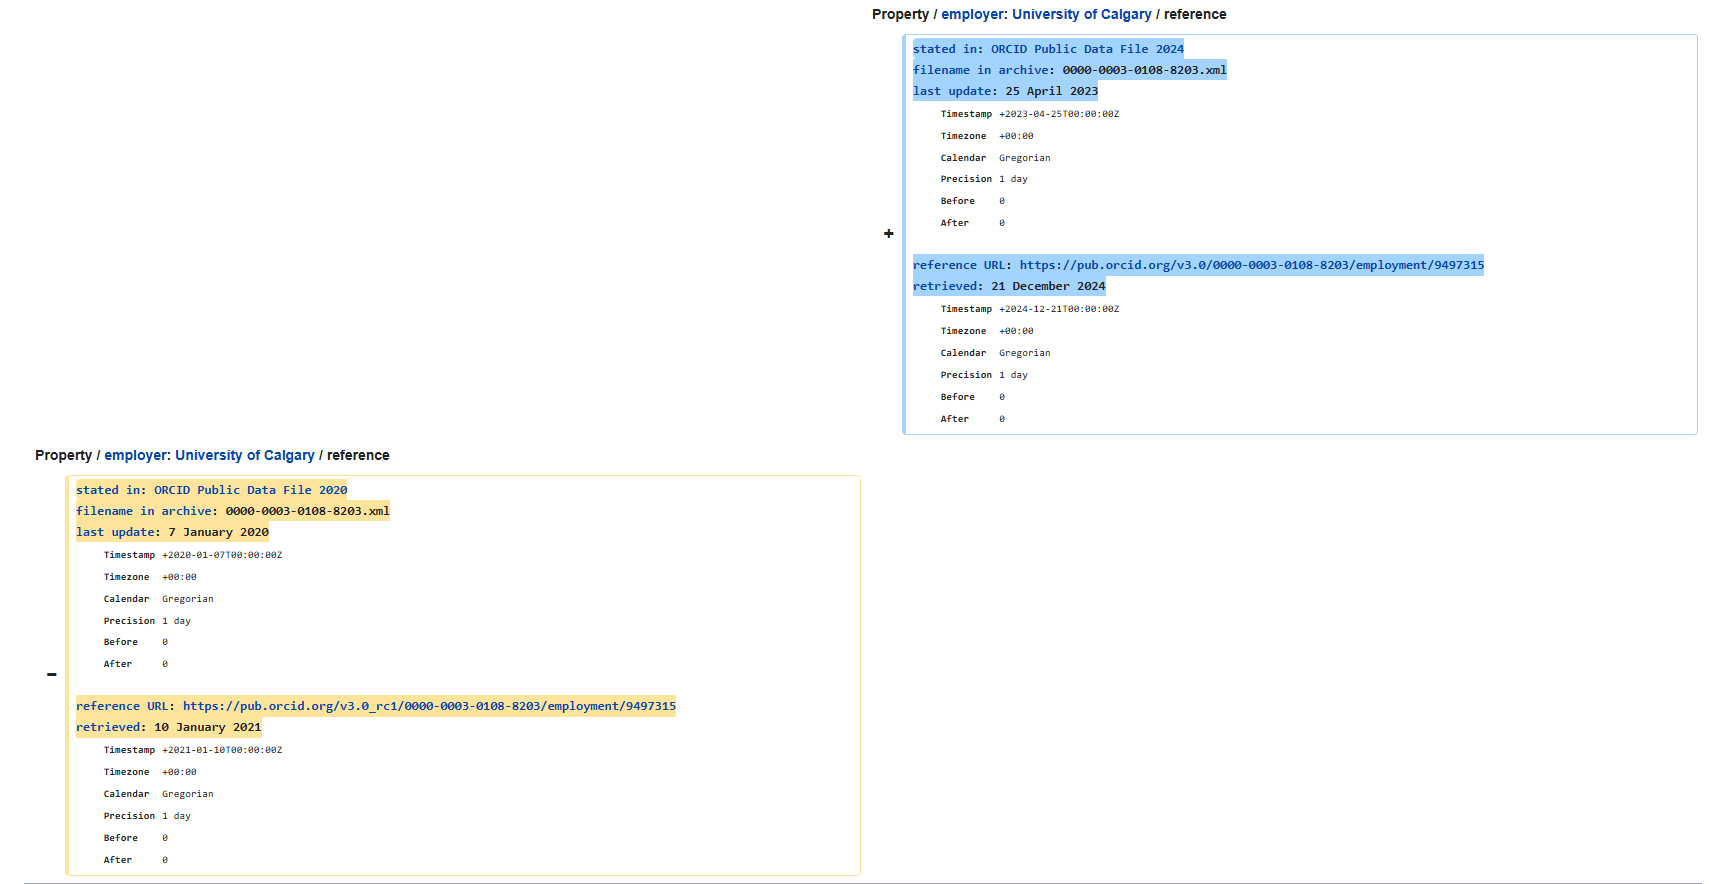 Property / employer: University of Calgary / reference
stated in: ORCID Public Data File 2024
filename in archive: 0000-0003-0108-8203.xml
last update: 25 April 2023
Timestamp +2023-04-25T00:00:00Z
Timezone +00:00
Calendar Gregorian
Precision 1 day
Before 0
After 0
+
reference URL: https://pub.orcid.org/v3.0/0000-0003-0108-8203/employment/9497315
retrieved: 21 December 2024
Timestamp +2024-12-21T00:00:00Z
Timezone +00:00
Calendar Gregorian
Precision 1 day
Before 0
After 0
Property / employer: University of Calgary / reference
stated in: ORCID Public Data File 2020
filename in archive: 0000-0003-0108-8203.xml
last update: 7 January 2020
Timestamp +2020-01-07T00:00:00Z
Timezone +00:00
Calendar Gregorian
Precision 1 day
Before 0
After 0
−
reference URL: https://pub.orcid.org/v3.0_rc1/0000-0003-0108-8203/employment/9497315
retrieved: 10 January 2021
Timestamp +2021-01-10T00:00:00Z
Timezone +00:00
Calendar Gregorian
Precision 1 day
Before 0
After 0